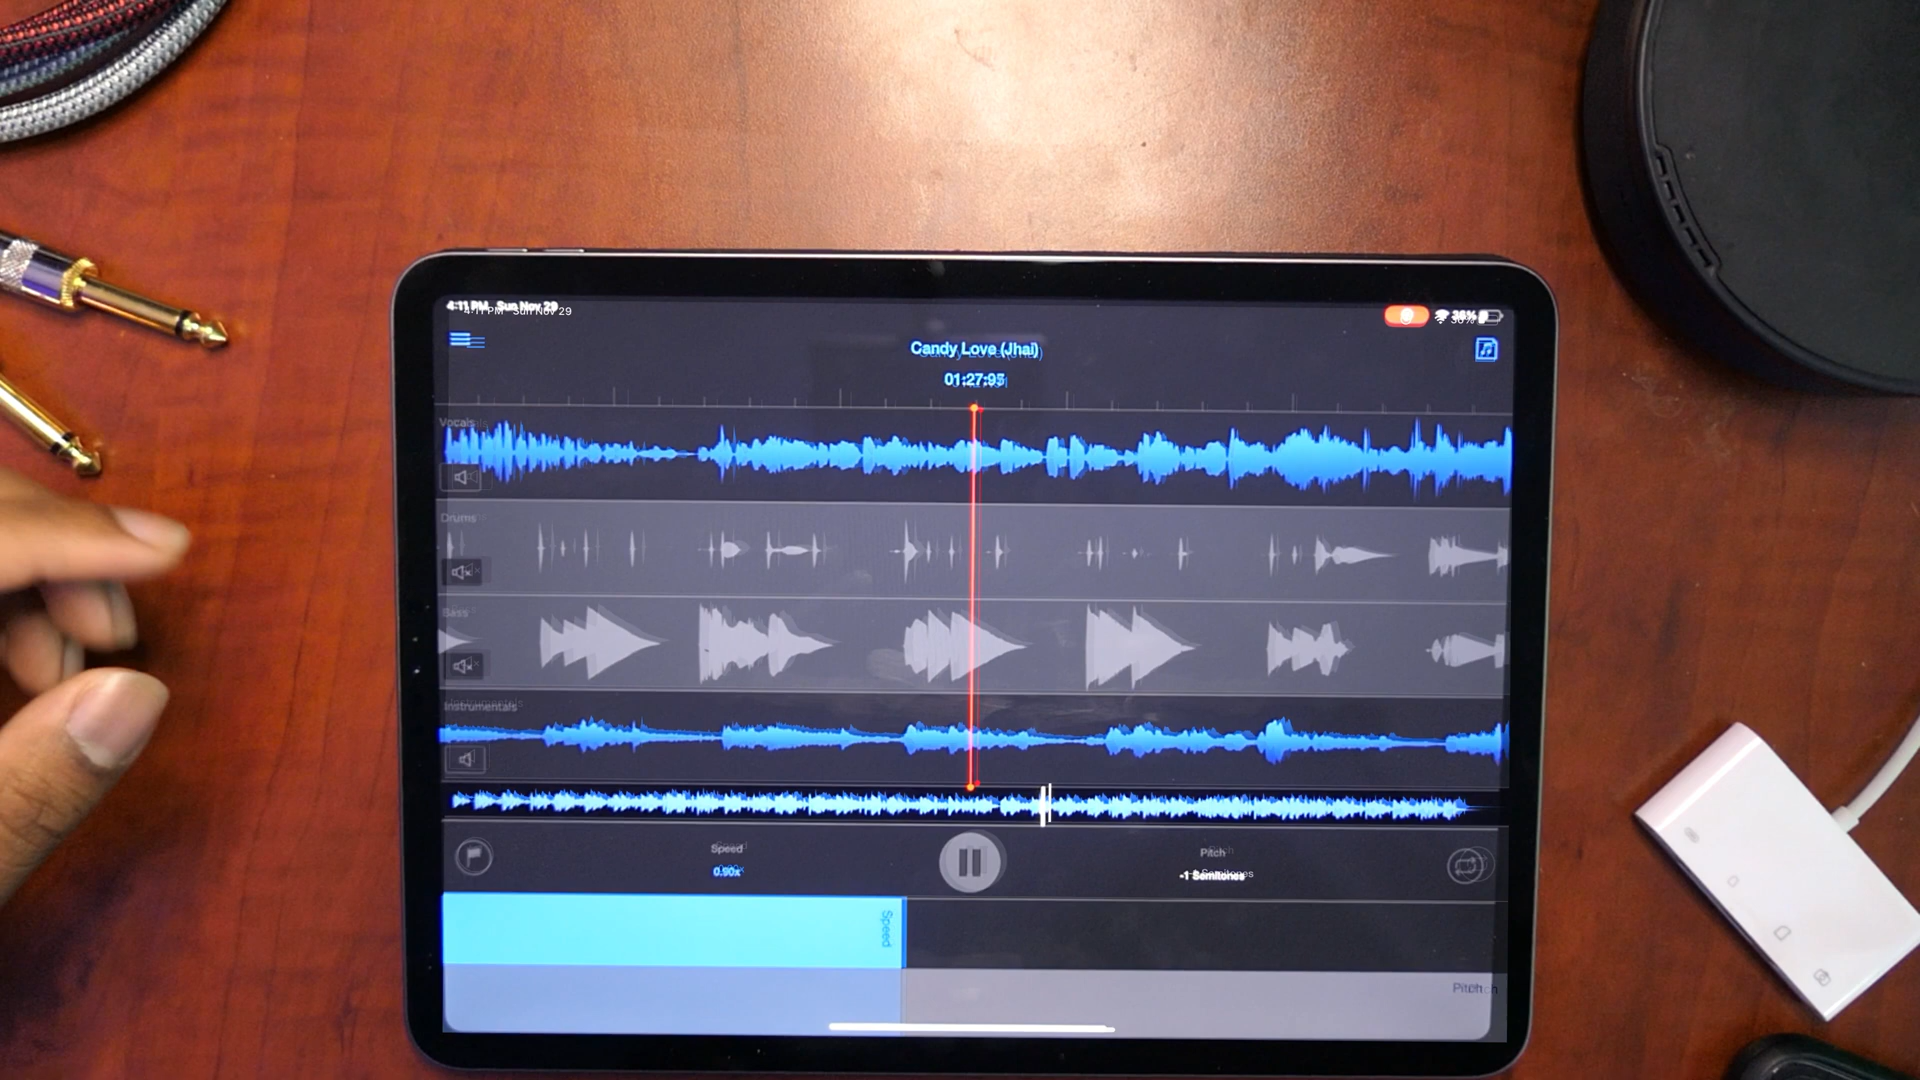 4:11 PM Sun Nov 29
36%
Candy Love (Jhai)
01:27:95
Vocals
Drums
Bass
Instrumentals
Speed
0.90x
Pitch
-1 Semitones
Speed
Pitch